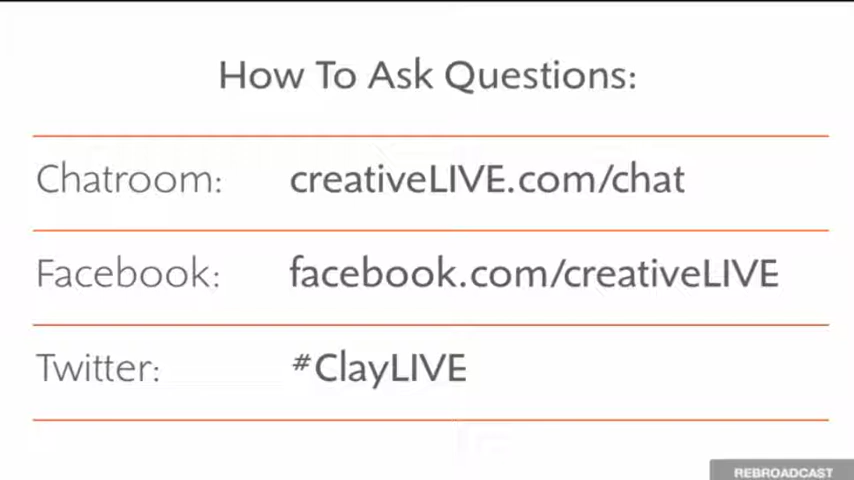 How To Ask Questions:
Chatroom: creativeLIVE.com/chat
Facebook: facebook.com/creativeLIVE
Twitter: #ClayLIVE
REBROADCAST